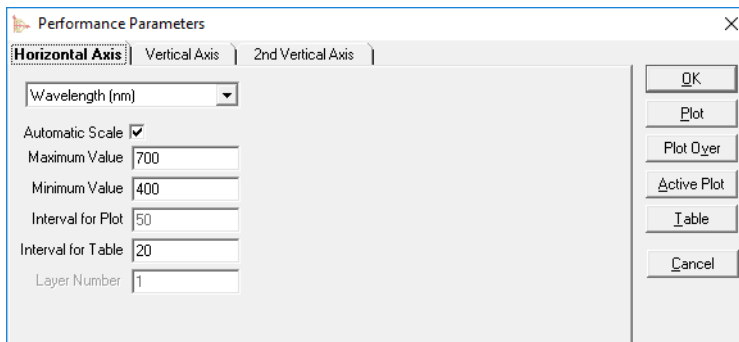 Performance Parameters
Horizontal Axis Vertical Axis 2nd Vertical Axis
Wavelength (nm)
Automatic Scale
Maximum Value 700
Minimum Value 400
Interval for Plot 50
Interval for Table 20
Layer Number 1
OK
Plot
Plot Over
Active Plot
Table
Cancel